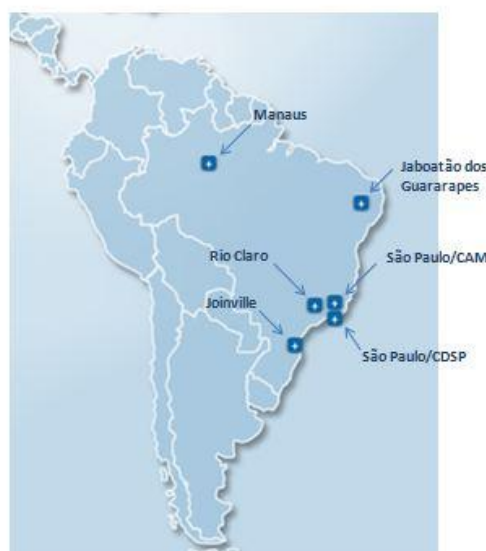 Manaus
Jaboatão dos
Guararapes
Rio Claro
São Paulo/CAM
Joinville
São Paulo/CDSP